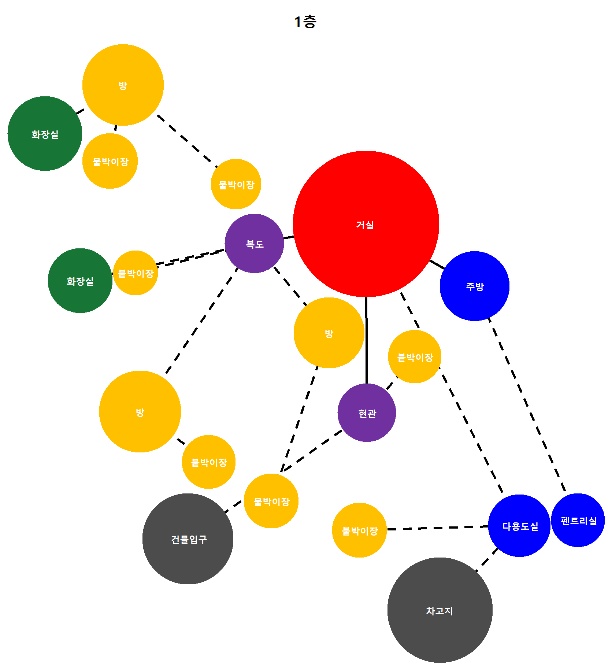 1층
방
화장실
붙박이장
붙박이장
거실
복도
붙박이장
화장실
주방
방
붙박이장
방
현관
붙박이장
붙박이장
건물입구
붙박이장
다용도실
펜트리실
차고지